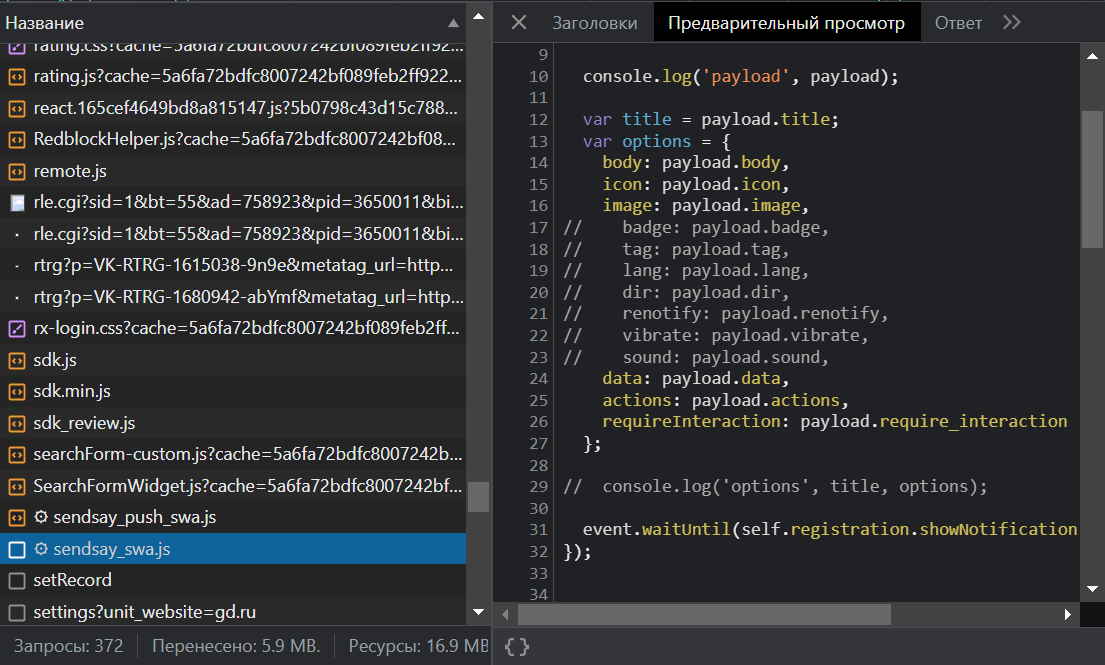 Название
rating.css?cache=5a6fa72bdfc8007242bf089feb2ff92...
rating.js?cache=5a6fa72bdfc8007242bf089feb2ff922...
react.165cef4649bd8a815147.js?5b0798c43d15c788...
RedblockHelper.js?cache=5a6fa72bdfc8007242bf08...
remote.js
rle.cgi?sid=1&bt=55&ad=758923&pid=3650011&bi...
rle.cgi?sid=1&bt=55&ad=758923&pid=3650011&bi...
rtrg?p=VK-RTRG-1615038-9n9e&metatag_url=http...
rtrg?p=VK-RTRG-1680942-abYmf&metatag_url=http...
rx-login.css?cache=5a6fa72bdfc8007242bf089feb2ff...
sdk.js
sdk.min.js
sdk_review.js
searchForm-custom.js?cache=5a6fa72bdfc8007242b...
SearchFormWidget.js?cache=5a6fa72bdfc8007242bf...
sendsay_push_swa.js
sendsay_swa.js
setRecord
settings?unit_website=gd.ru
Запросы: 372 Перенесено: 5.9 MB. Ресурсы: 16.9 MB
Заголовки Предварительный просмотр Ответ
9
10 console.log('payload', payload);
11
12 var title = payload.title;
13 var options = {
14 body: payload.body,
15 icon: payload.icon,
16 image: payload.image,
17 // badge: payload.badge,
18 // tag: payload.tag,
19 // lang: payload.lang,
20 // dir: payload.dir,
21 // renotify: payload.renotify,
22 // vibrate: payload.vibrate,
23 // sound: payload.sound,
24 data: payload.data,
25 actions: payload.actions,
26 requireInteraction: payload.require_interaction
27 };
28
29 // console.log('options', title, options);
30
31 event.waitUntil(self.registration.showNotification
32 });
33
34
{}